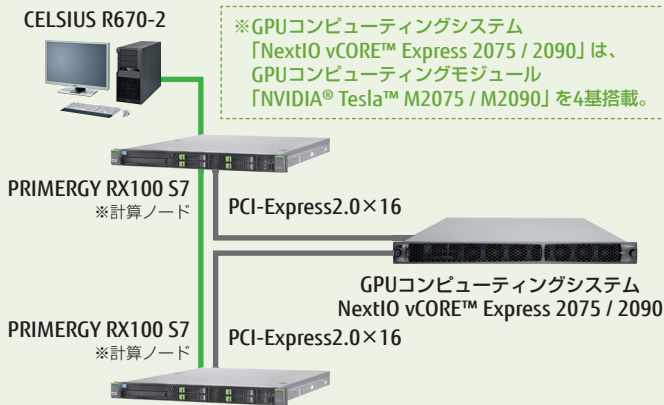 CELSIUS R670-2
※GPUコンピューティングシステム
「NextIO vCORE™ Express 2075 / 2090」は、
GPUコンピューティングモジュール
「NVIDIA® Tesla™ M2075 / M2090」を4基搭載。
PRIMERGY RX100 S7
※計算ノード
PCI-Express2.0×16
GPUコンピューティングシステム
NextIO vCORE™ Express 2075 / 2090
PRIMERGY RX100 S7
※計算ノード
PCI-Express2.0×16